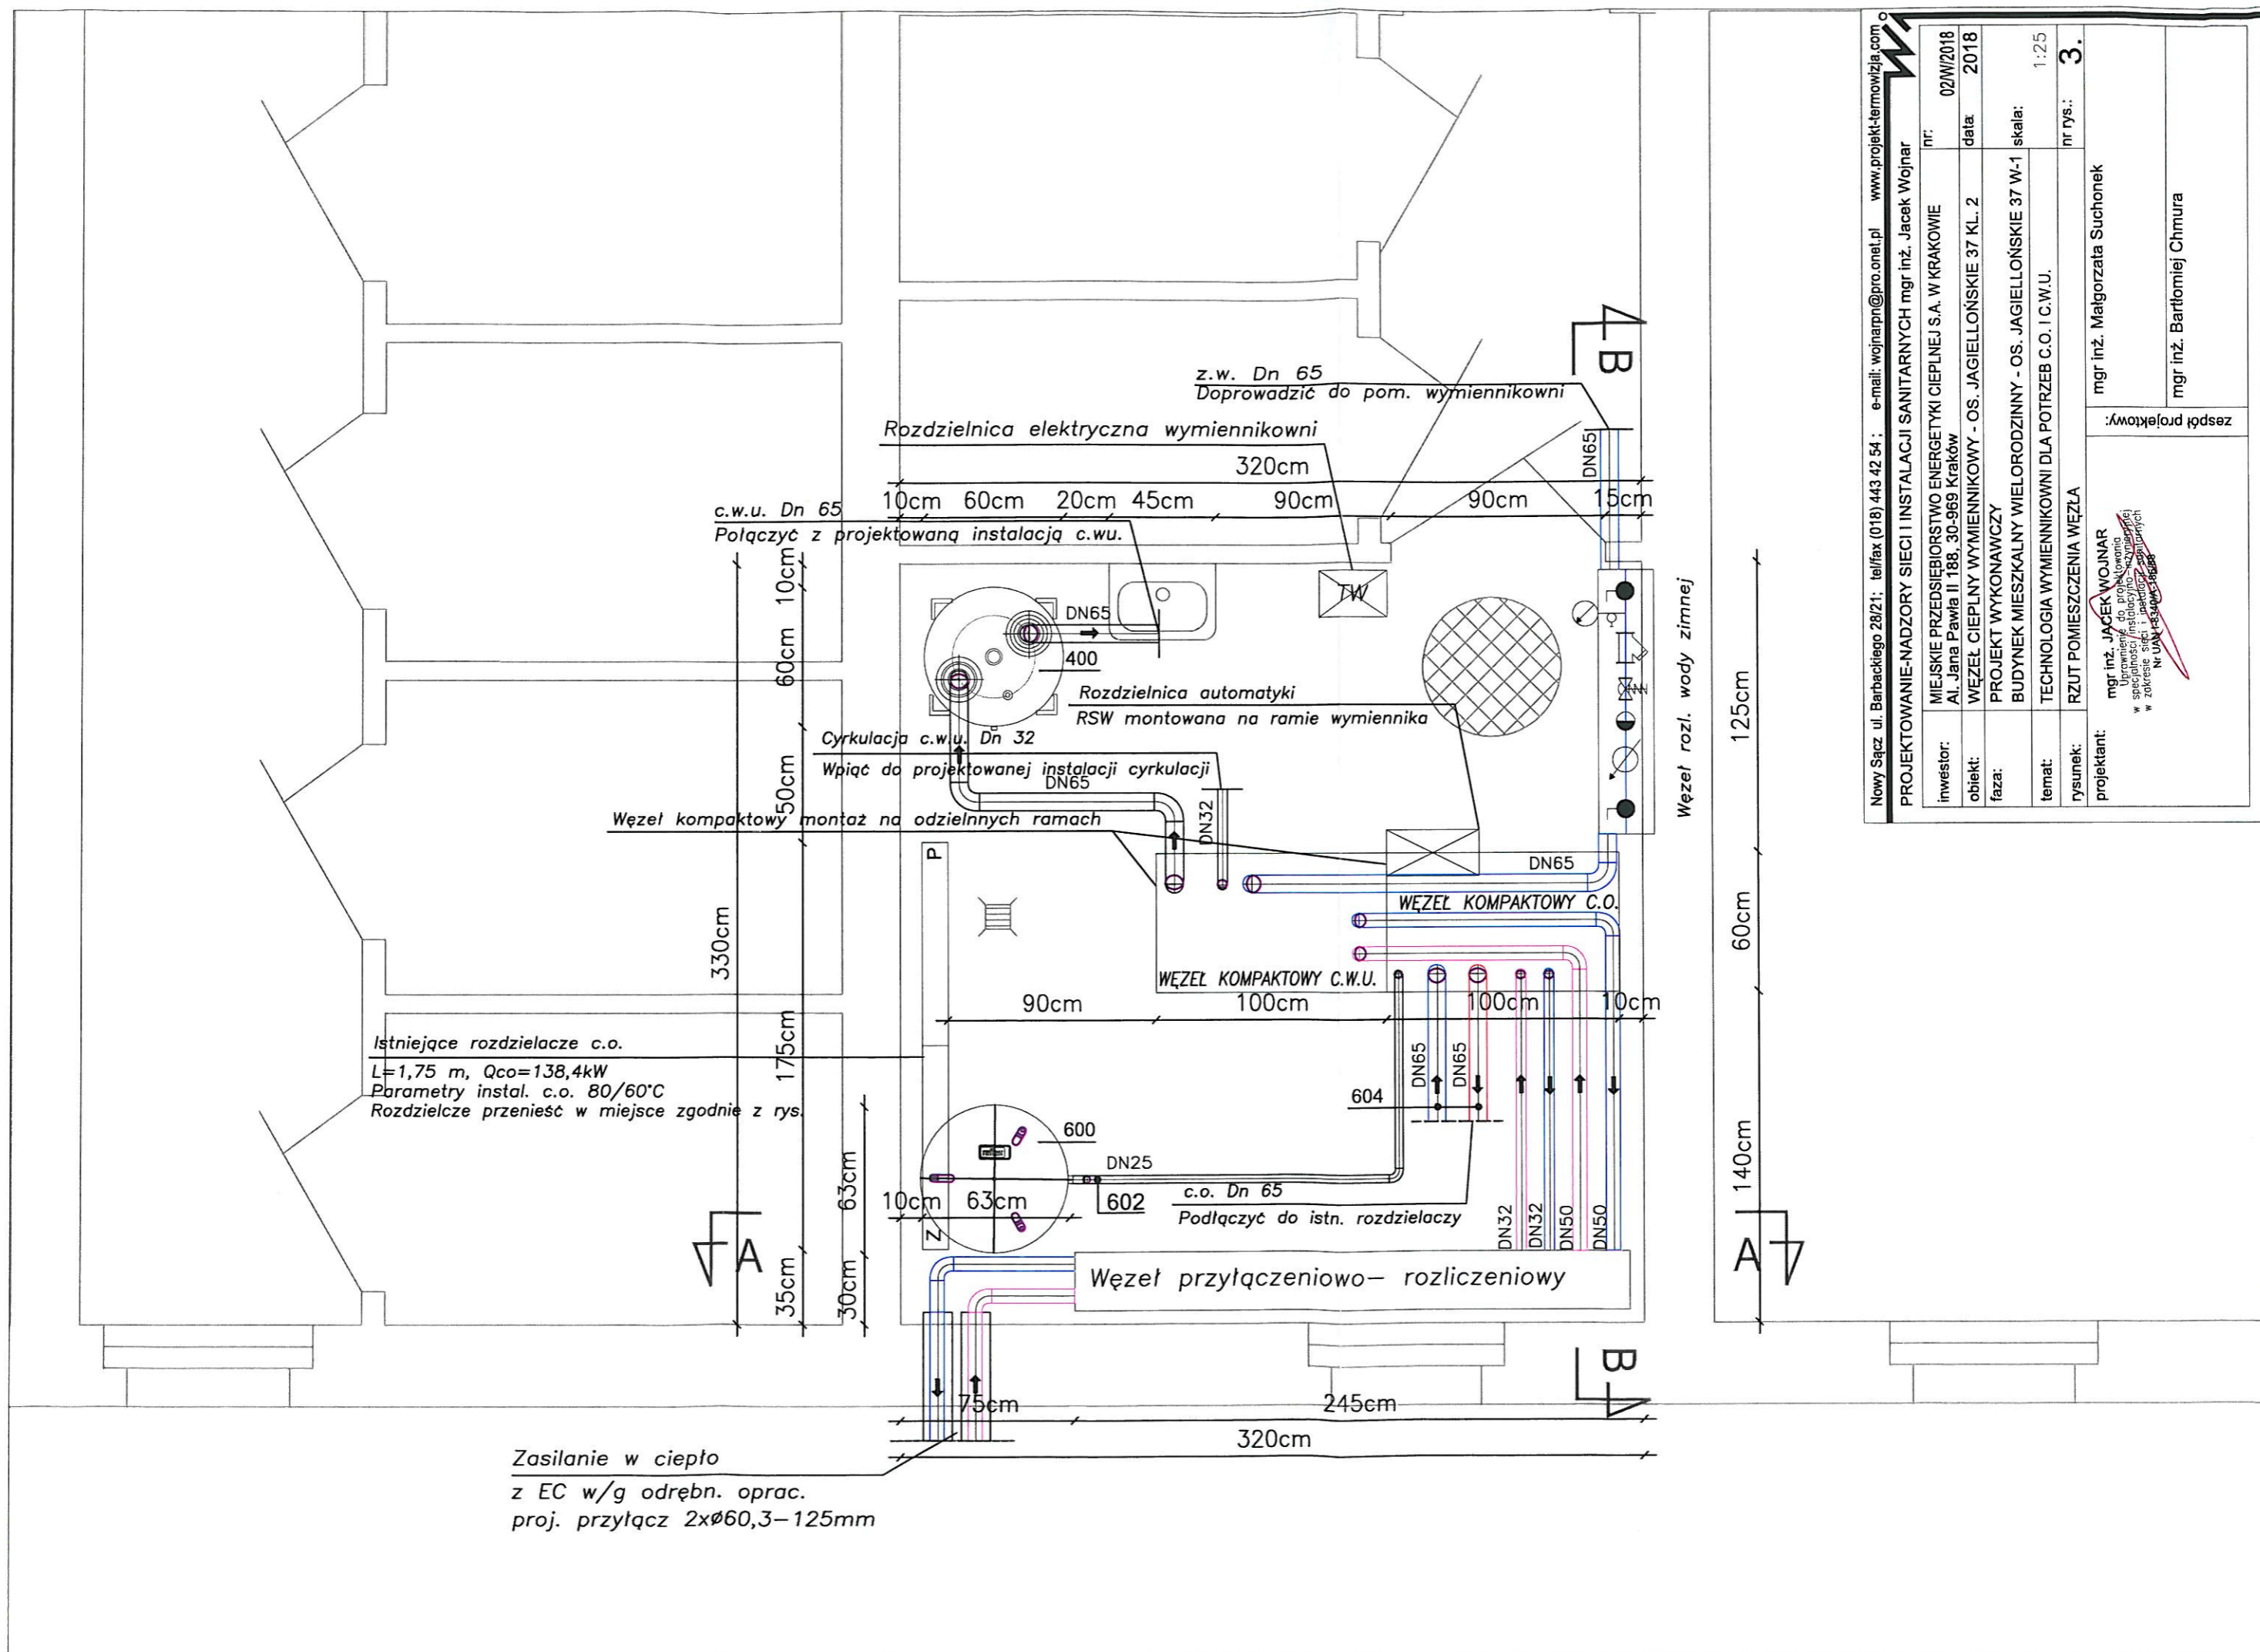 z.w. Dn 65
Doprowadzić do pom. wymiennikowni
Rozdzielnica elektryczna wymiennikowni
B
DN65
320cm
10cm 60cm 20cm 45cm 90cm 90cm 15cm
c.w.u. Dn 65
Połączyć z projektowaną instalacją c.wu.
TW
DN65
400
Rozdzielnica automatyki
RSW montowana na ramie wymiennika
Cyrkulacja c.w.u. Dn 32
Wpiąć do projektowanej instalacji cyrkulacji
DN65
DN32
Węzeł kompaktowy montaż na odzielnnych ramach
Węzeł rozl. wody zimnej
10cm
60cm
50cm
175cm
35cm
330cm
63cm
30cm
125cm
60cm
140cm
P
DN65
WĘZEŁ KOMPAKTOWY C.O.
WĘZEŁ KOMPAKTOWY C.W.U.
90cm 100cm 100cm 10cm
Istniejące rozdzielacze c.o.
L=1,75 m, Qco=138,4kW
Parametry instal. c.o. 80/60°C
Rozdzielcze przenieść w miejsce zgodnie z rys.
DN65
DN65
604
600
DN25
602
10cm 63cm
Z
c.o. Dn 65
Podłączyć do istn. rozdzielaczy
DN32
DN32
DN50
DN50
A
A
Węzeł przyłączeniowo– rozliczeniowy
B
75cm 245cm
320cm
Zasilanie w ciepło
z EC w/g odrębn. oprac.
proj. przyłącz 2xø60,3–125mm
Nowy Sącz ul. Barbackiego 28/21; tel/fax (018) 443 42 54 ; e-mail: wojnarpn@pro.onet.pl www.projekt-termowizja.com
PROJEKTOWANIE-NADZORY SIECI I INSTALACJI SANITARNYCH mgr inż. Jacek Wojnar
inwestor: MIEJSKIE PRZEDSIĘBIORSTWO ENERGETYKI CIEPLNEJ S.A. W KRAKOWIE nr: 02/W/2018
Al. Jana Pawła II 188, 30-969 Kraków
obiekt: WĘZEŁ CIEPLNY WYMIENNIKOWY - OS. JAGIELLOŃSKIE 37 KL. 2 data: 2018
faza: PROJEKT WYKONAWCZY
BUDYNEK MIESZKALNY WIELORODZINNY - OS. JAGIELLOŃSKIE 37 W-1 skala: 1:25
temat: TECHNOLOGIA WYMIENNIKOWNI DLA POTRZEB C.O. I C.W.U.
rysunek: RZUT POMIESZCZENIA WĘZŁA nr rys.: 3.
projektant:
mgr inż. JACEK WOJNAR
Uprawnienie do projektowania
w specjalności instalacyjno-inżynieryjnej
w zakresie sieci i instalacji sanitarnych
zespół projektowy:
mgr inż. Małgorzata Suchonek
mgr inż. Bartłomiej Chmura